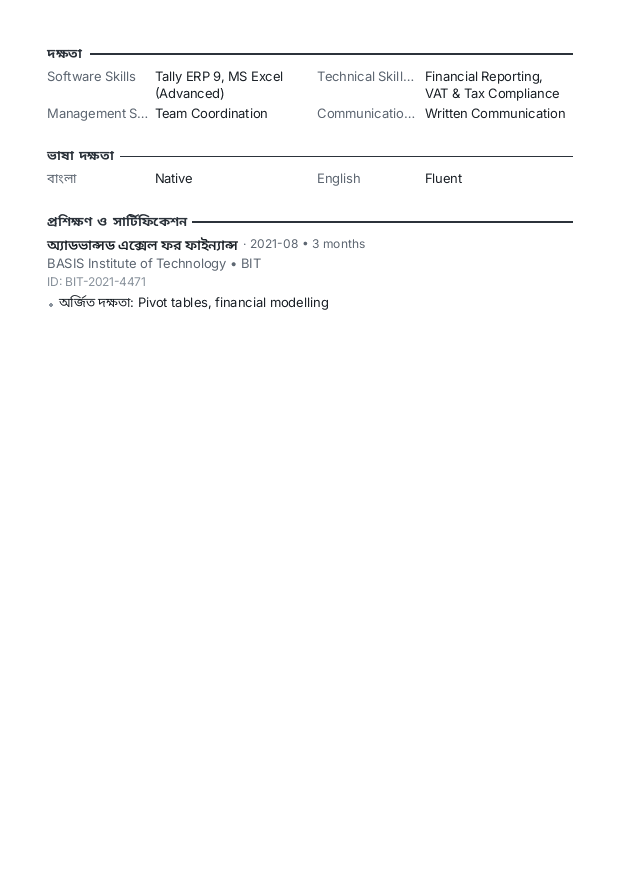 দক্ষতা
Software Skills Tally ERP 9, MS Excel (Advanced) Technical Skill... Financial Reporting, VAT & Tax Compliance
Management S... Team Coordination Communicatio... Written Communication
ভাষা দক্ষতা
বাংলা Native English Fluent
প্রশিক্ষণ ও সার্টিফিকেশন
অ্যাডভান্সড এক্সেল ফর ফাইন্যান্স · 2021-08 • 3 months
BASIS Institute of Technology • BIT
ID: BIT-2021-4471
∘ অর্জিত দক্ষতা: Pivot tables, financial modelling